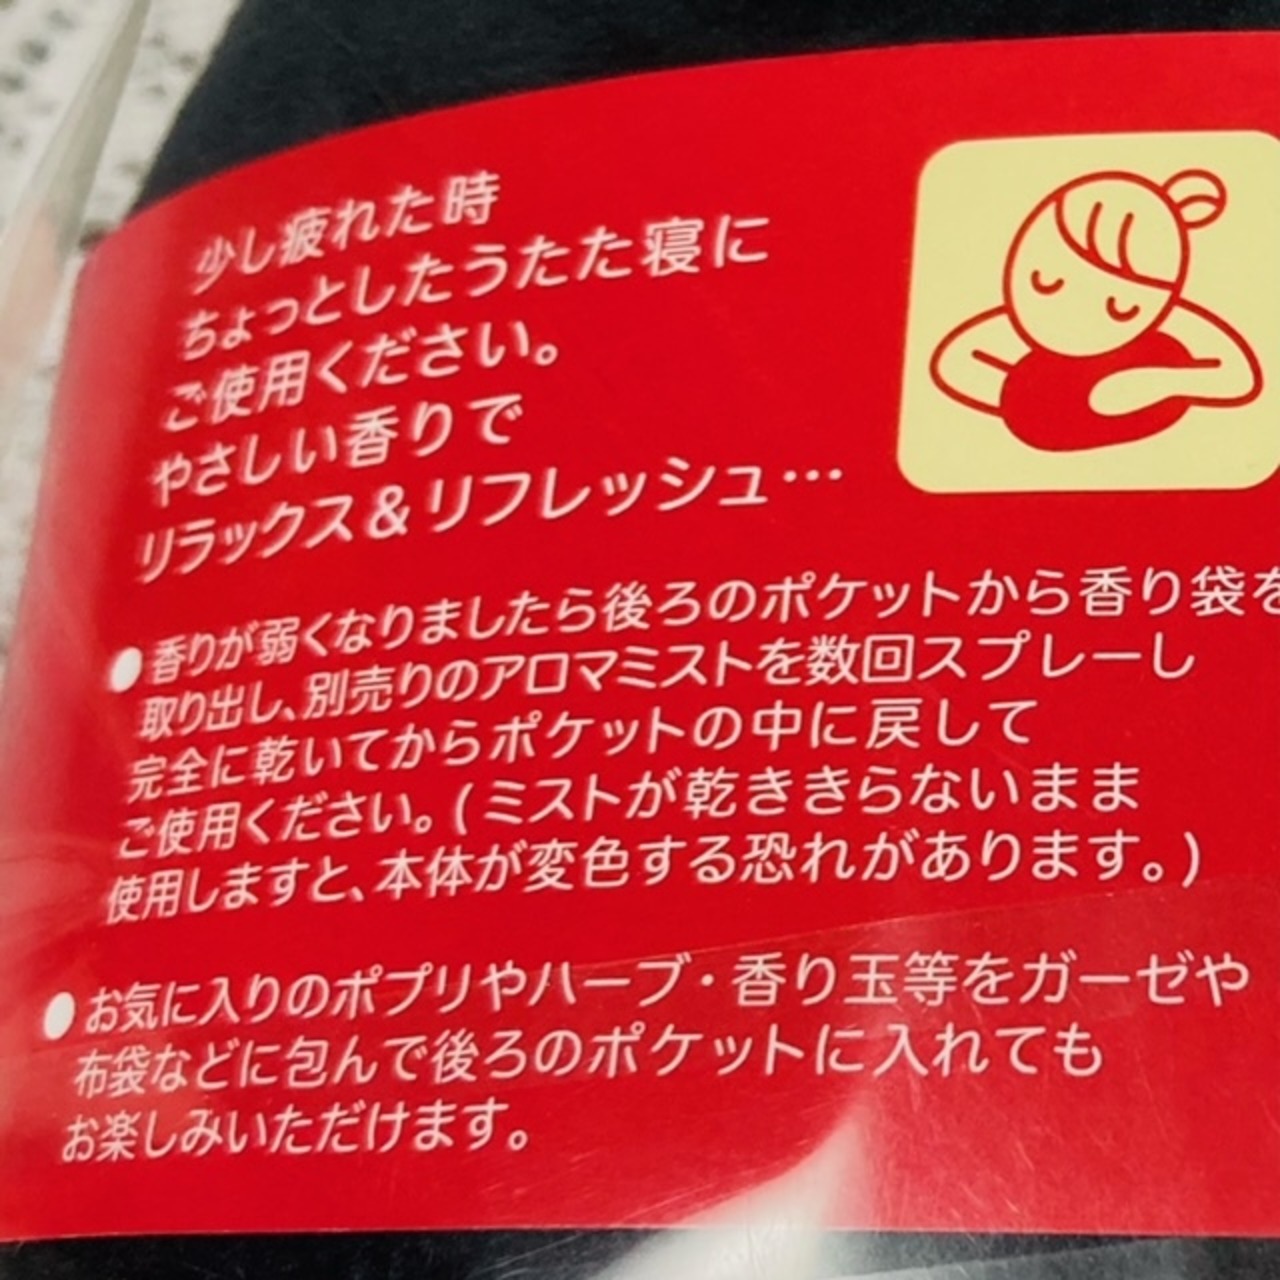 少し疲れた時
ちょっとしたうたた寝に
ご使用ください。
やさしい香りで
リラックス&リフレッシュ…
●香りが弱くなりましたら後ろのポケットから香り袋を
取り出し、別売りのアロマミストを数回スプレーし
完全に乾いてからポケットの中に戻して
ご使用ください。(ミストが乾ききらないまま
使用しますと、本体が変色する恐れがあります。)
●お気に入りのポプリやハーブ・香り玉等をガーゼや
布袋などに包んで後ろのポケットに入れても
お楽しみいただけます。